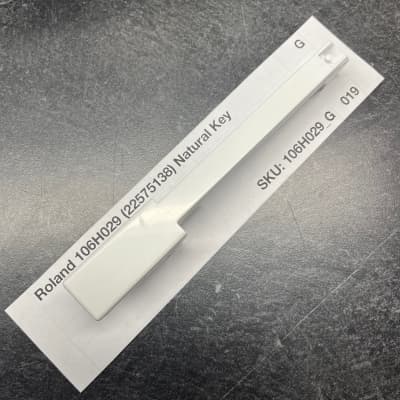 Roland 106H029 (22575138) Natural Key G
SKU: 106H029_G 019